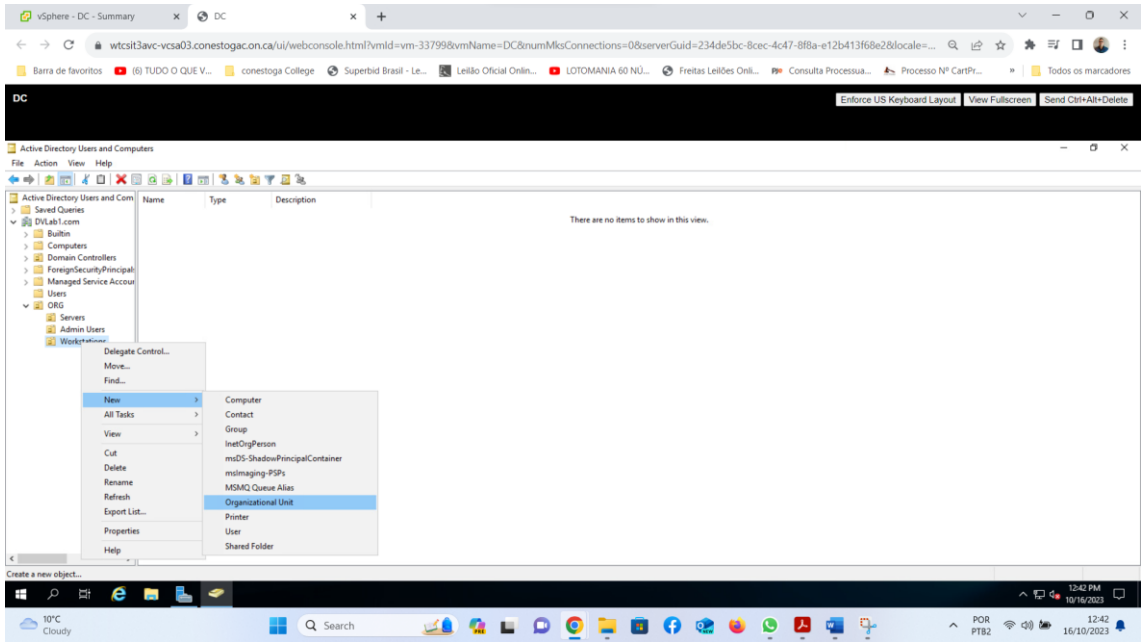 vSphere - DC - Summary
DC
wtcsit3avc-vcsa03.conestogac.on.ca/ui/webconsole.html?vmId=vm-33799&vmName=DC&numMksConnections=0&serverGuid=234de5bc-8cec-4c47-8f8a-e12b413f68e2&locale=...
Barra de favoritos (6) TUDO O QUE V... conestoga College Superbid Brasil - Le... Leilão Oficial Onlin... LOTOMANIA 60 NÚ... Freitas Leilões Onli... Consulta Processua... Processo Nº CartPr... » Todos os marcadores
DC Enforce US Keyboard Layout View Fullscreen Send Ctrl+Alt+Delete
Active Directory Users and Computers
File Action View Help
Active Directory Users and Com
Saved Queries
DVLab1.com
Builtin
Computers
Domain Controllers
ForeignSecurityPrincipals
Managed Service Accoun
Users
ORG
Servers
Admin Users
Workstations
Name Type Description
There are no items to show in this view.
Delegate Control...
Move...
Find...
New
All Tasks
View
Cut
Delete
Rename
Refresh
Export List...
Properties
Help
Computer
Contact
Group
InetOrgPerson
msDS-ShadowPrincipalContainer
msImaging-PSPs
MSMQ Queue Alias
Organizational Unit
Printer
User
Shared Folder
Create a new object...
12:42 PM
10/16/2023
10°C
Cloudy
Search
PRE
POR
PTB2
12:42
16/10/2023